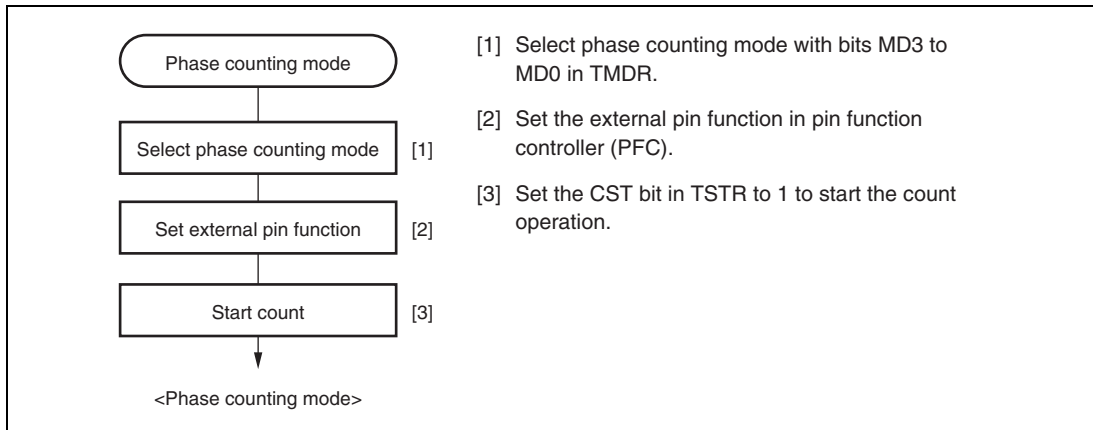 Phase counting mode
Select phase counting mode [1]
Set external pin function [2]
Start count [3]
<Phase counting mode>
[1] Select phase counting mode with bits MD3 to
MD0 in TMDR.
[2] Set the external pin function in pin function
controller (PFC).
[3] Set the CST bit in TSTR to 1 to start the count
operation.